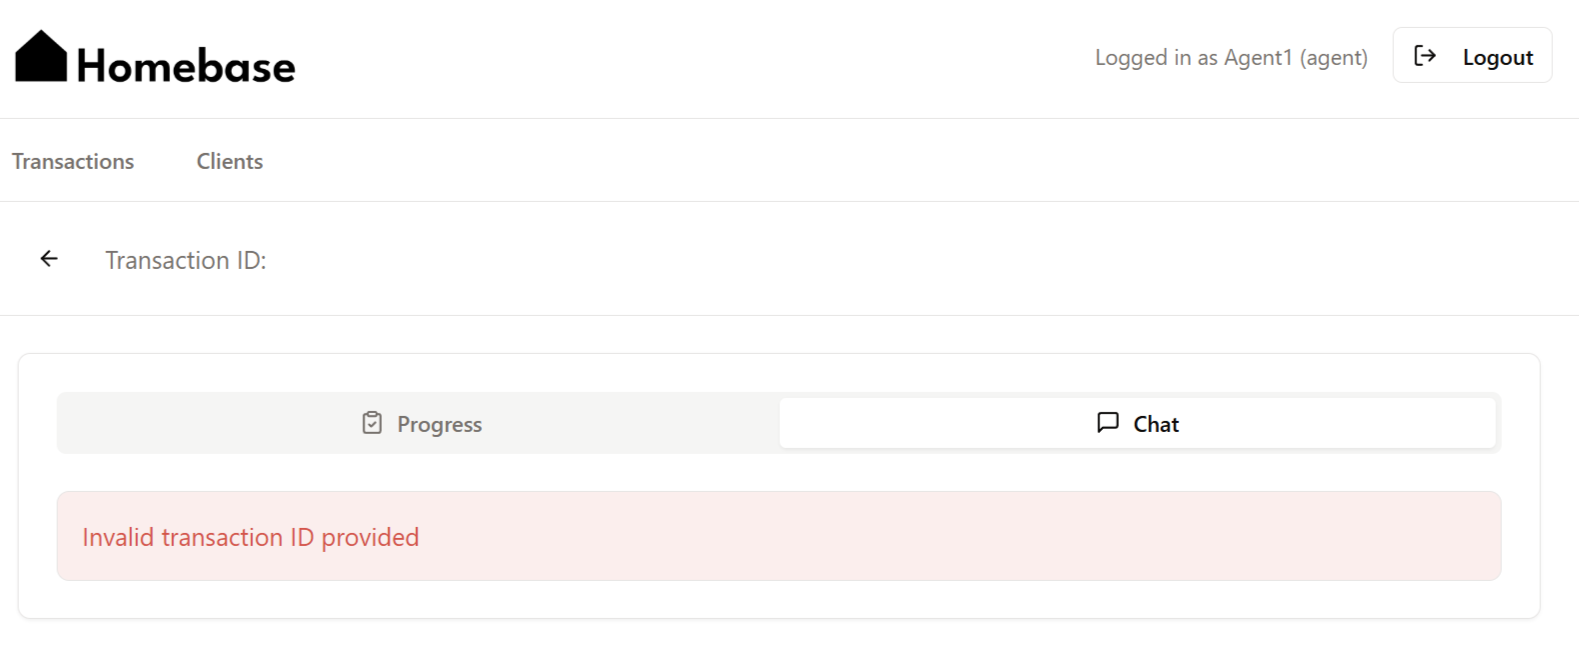 Homebase
Logged in as Agent1 (agent)
Logout
Transactions
Clients
Transaction ID:
Progress
Chat
Invalid transaction ID provided